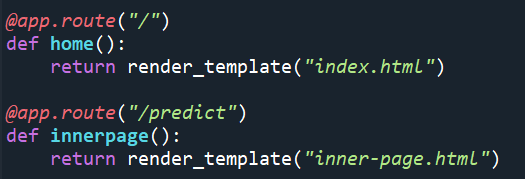 @app.route("/")
def home():
    return render_template("index.html")
@app.route("/predict")
def innerpage():
    return render_template("inner-page.html")